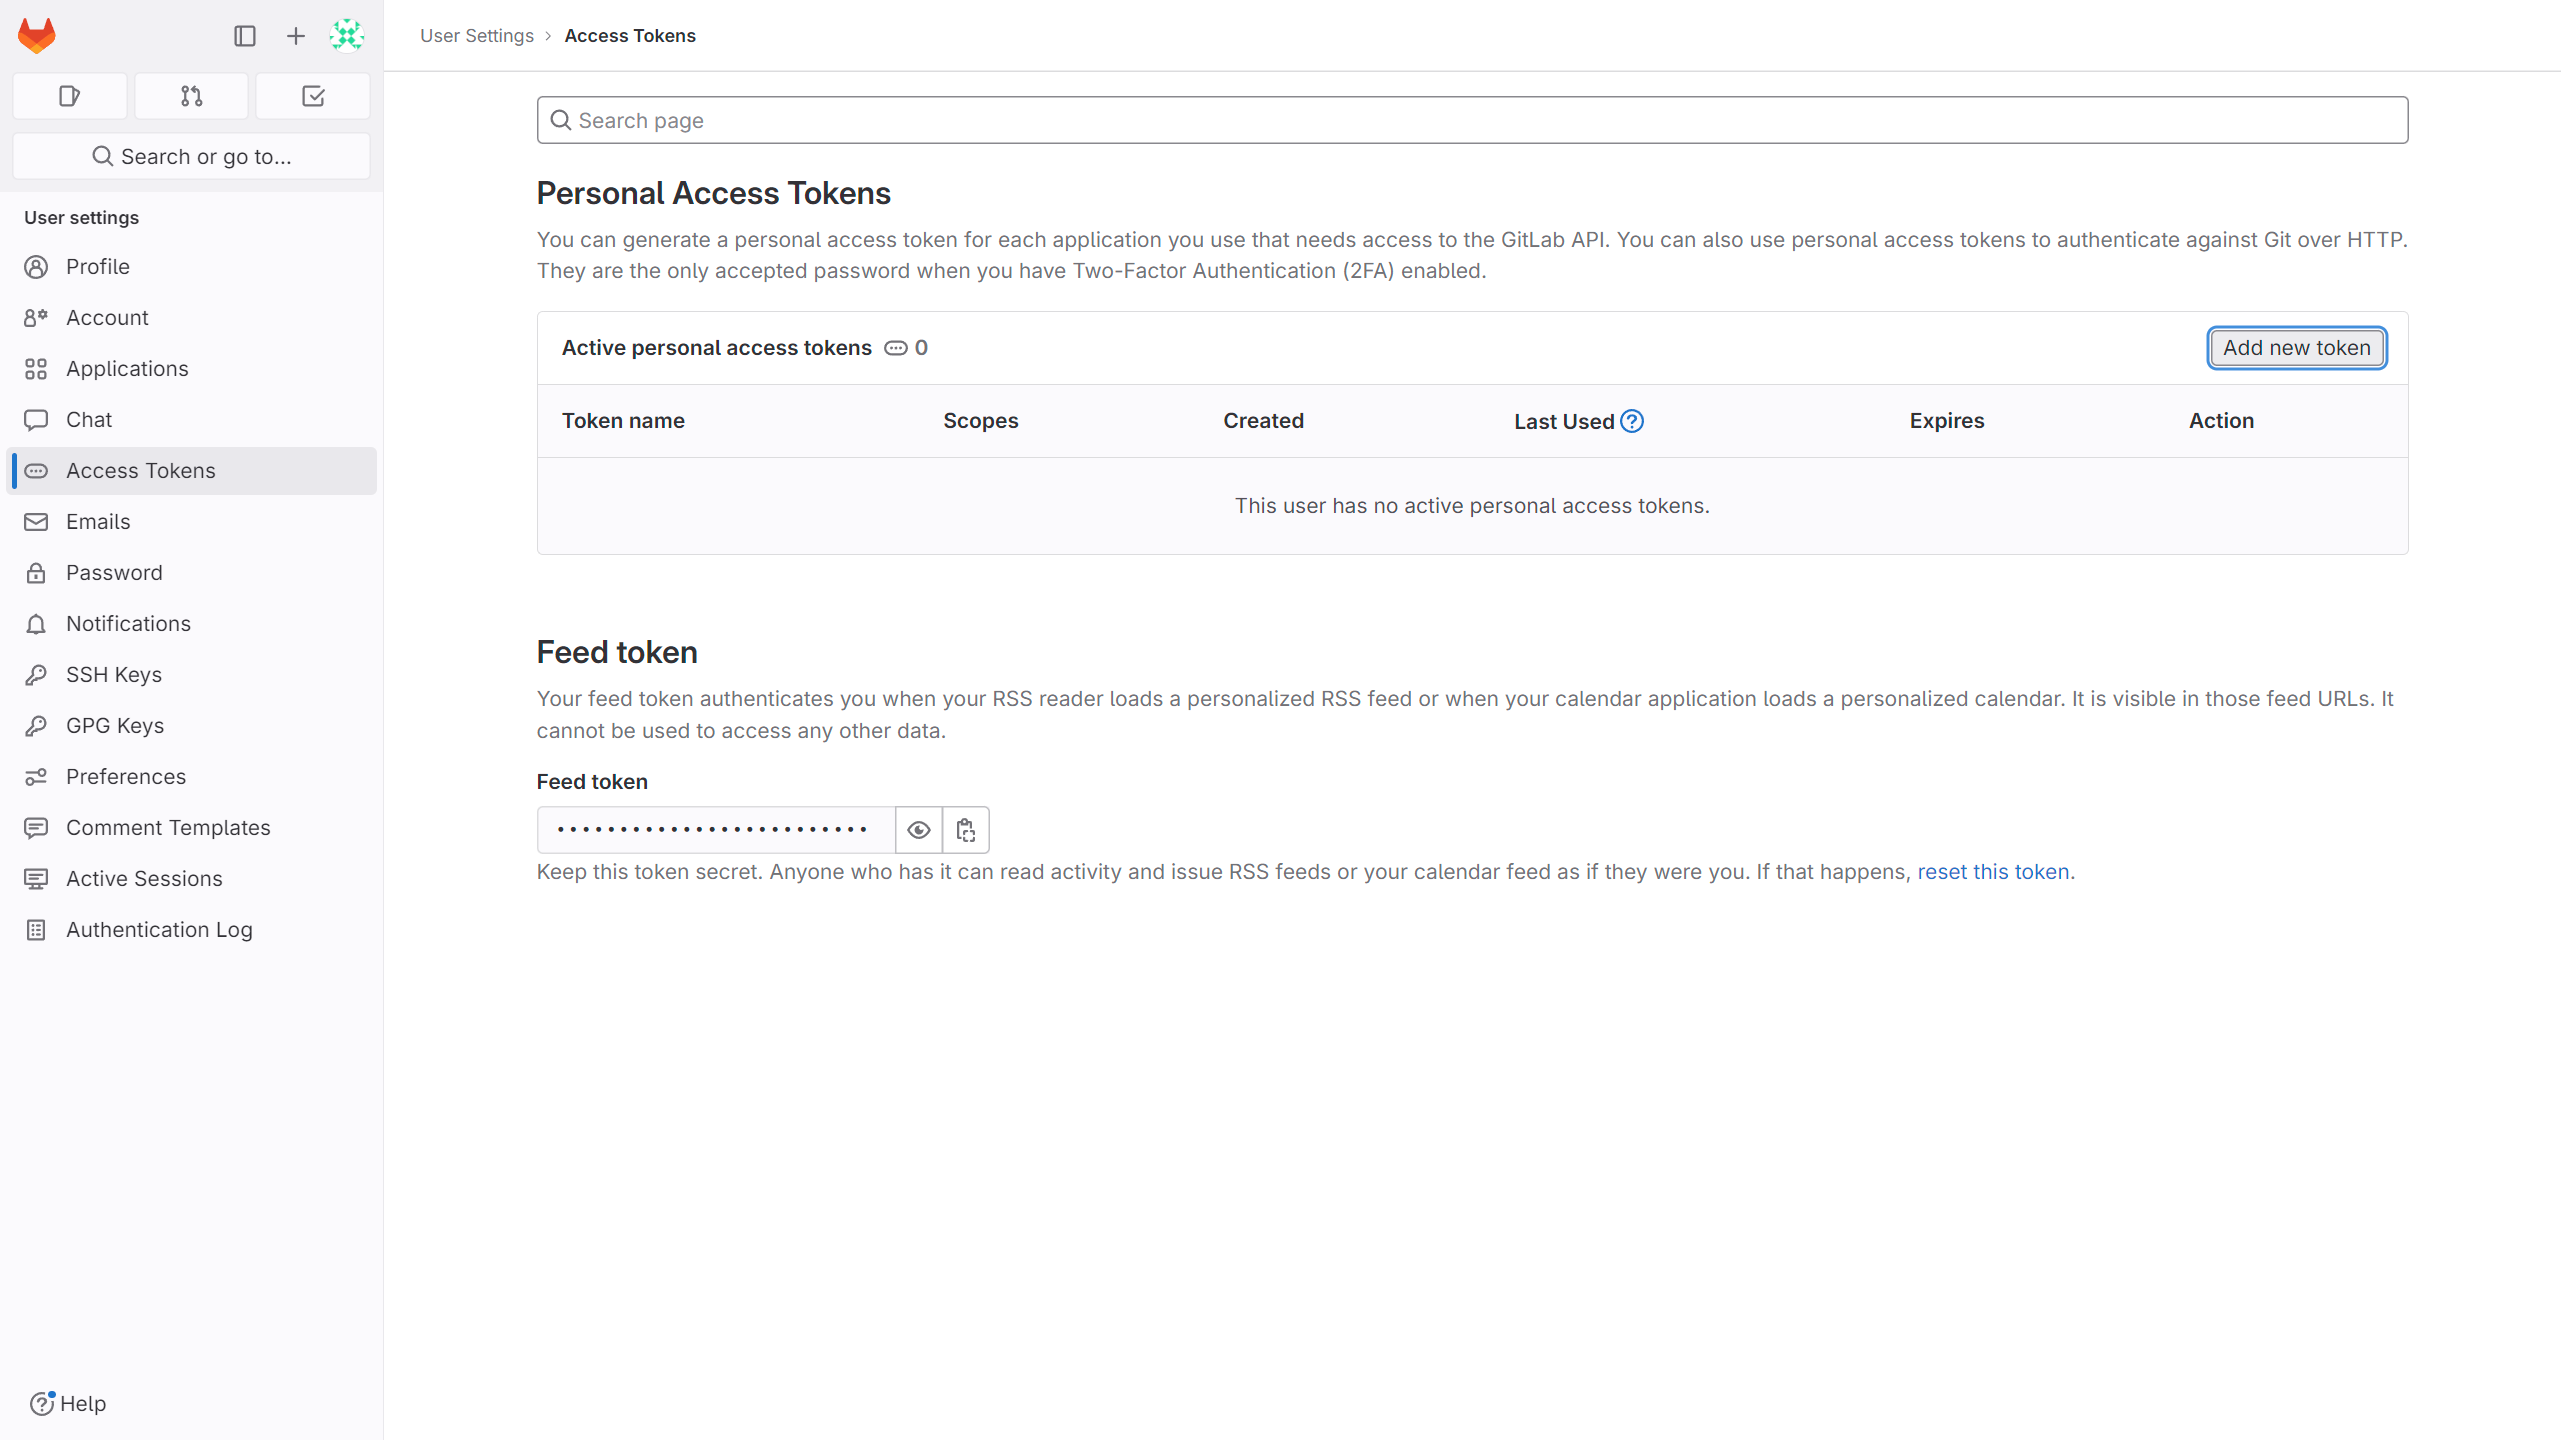 User Settings › Access Tokens
Search or go to...
User settings
Profile
Account
Applications
Chat
Access Tokens
Emails
Password
Notifications
SSH Keys
GPG Keys
Preferences
Comment Templates
Active Sessions
Authentication Log
Help
Search page
Personal Access Tokens
You can generate a personal access token for each application you use that needs access to the GitLab API. You can also use personal access tokens to authenticate against Git over HTTP.
They are the only accepted password when you have Two-Factor Authentication (2FA) enabled.
Active personal access tokens 0
Add new token
Token name Scopes Created Last Used Expires Action
This user has no active personal access tokens.
Feed token
Your feed token authenticates you when your RSS reader loads a personalized RSS feed or when your calendar application loads a personalized calendar. It is visible in those feed URLs. It
cannot be used to access any other data.
Feed token
•••••••••••••••••••••••••
Keep this token secret. Anyone who has it can read activity and issue RSS feeds or your calendar feed as if they were you. If that happens, reset this token.